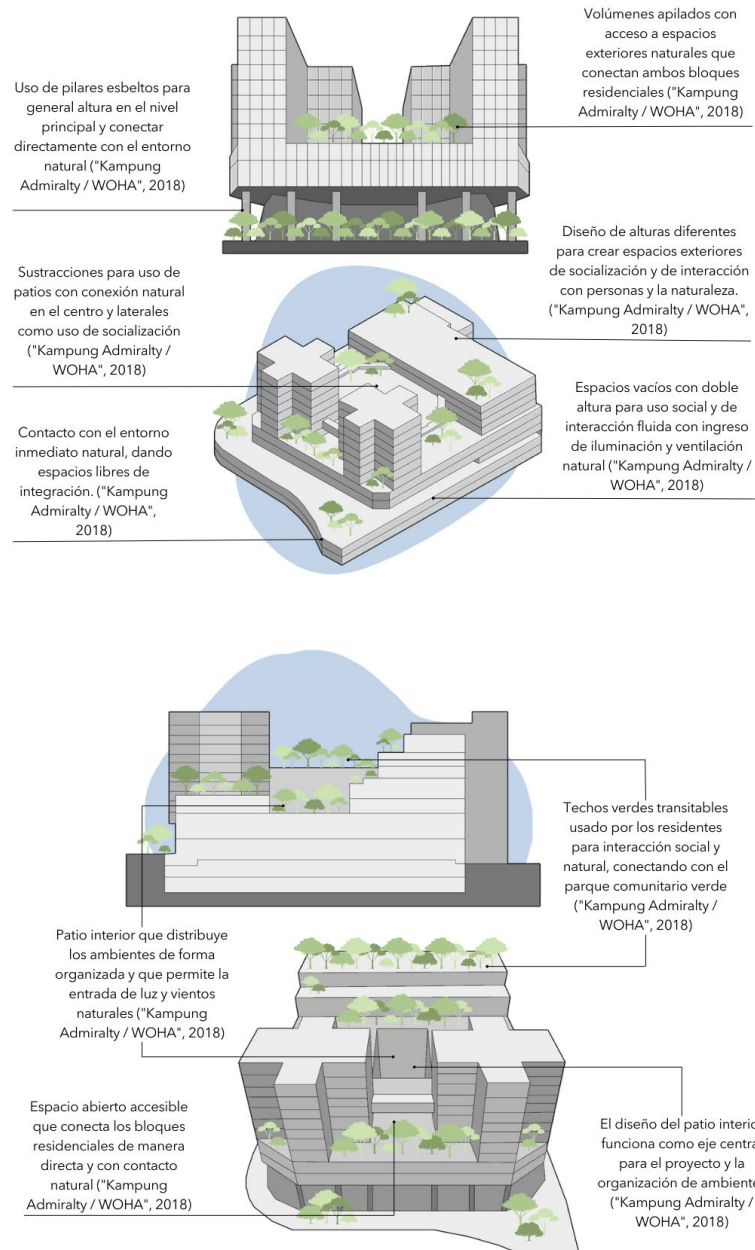 Volúmenes apilados con
acceso a espacios
exteriores naturales que
conectan ambos bloques
residenciales ("Kampung
Admiralty / WOHA", 2018)
Uso de pilares esbeltos para
general altura en el nivel
principal y conectar
directamente con el entorno
natural ("Kampung
Admiralty / WOHA", 2018)
Diseño de alturas diferentes
para crear espacios exteriores
de socialización y de interacción
con personas y la naturaleza.
("Kampung Admiralty / WOHA",
2018)
Sustracciones para uso de
patios con conexión natural
en el centro y laterales
como uso de socialización
("Kampung Admiralty /
WOHA", 2018)
Espacios vacíos con doble
altura para uso social y de
interacción fluida con ingreso
de iluminación y ventilación
natural ("Kampung Admiralty /
WOHA", 2018)
Contacto con el entorno
inmediato natural, dando
espacios libres de
integración. ("Kampung
Admiralty / WOHA",
2018)
Techos verdes transitables
usado por los residentes
para interacción social y
natural, conectando con el
parque comunitario verde
("Kampung Admiralty /
WOHA", 2018)
Patio interior que distribuye
los ambientes de forma
organizada y que permite la
entrada de luz y vientos
naturales ("Kampung
Admiralty / WOHA", 2018)
Espacio abierto accesible
que conecta los bloques
residenciales de manera
directa y con contacto
natural ("Kampung
Admiralty / WOHA", 2018)
El diseño del patio interio
funciona como eje centra
para el proyecto y la
organización de ambiente
("Kampung Admiralty /
WOHA", 2018)